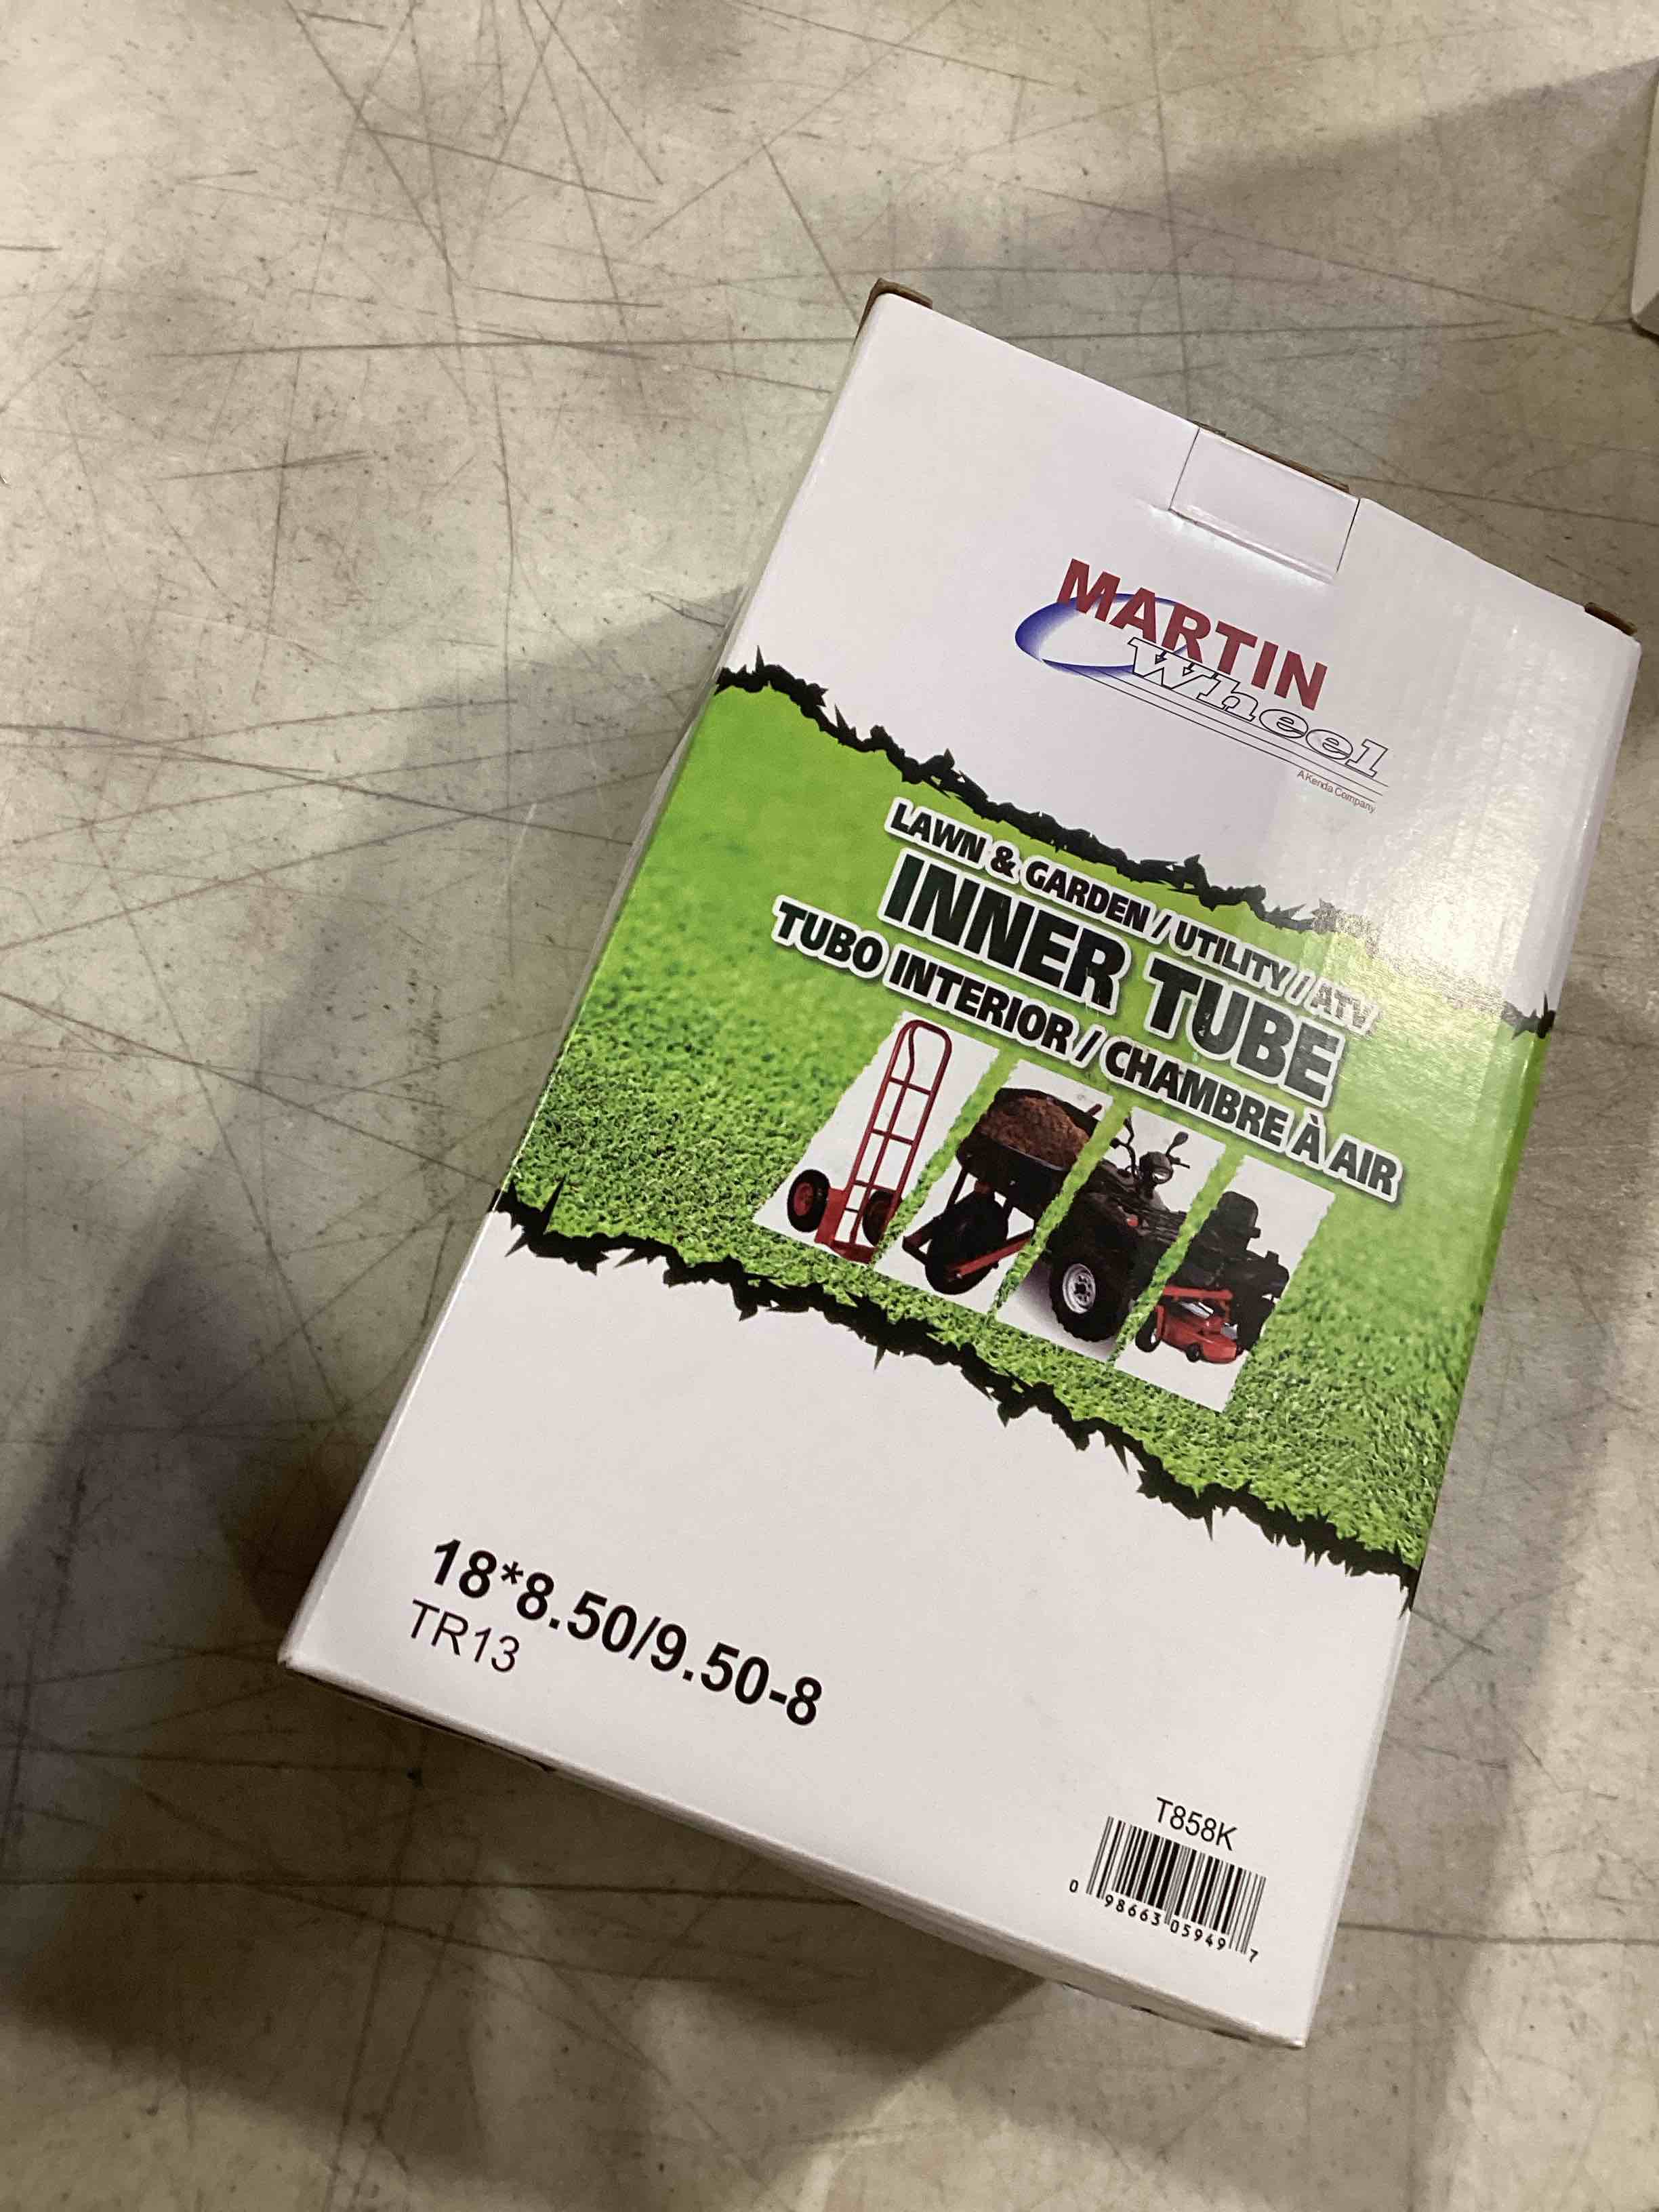 MARTIN
Wheel
A Kenda Company
LAWN & GARDEN / UTILITY / ATV
INNER TUBE
TUBO INTERIOR / CHAMBRE À AIR
18*8.50/9.50-8
TR13
T858K
0 98663 05949 7